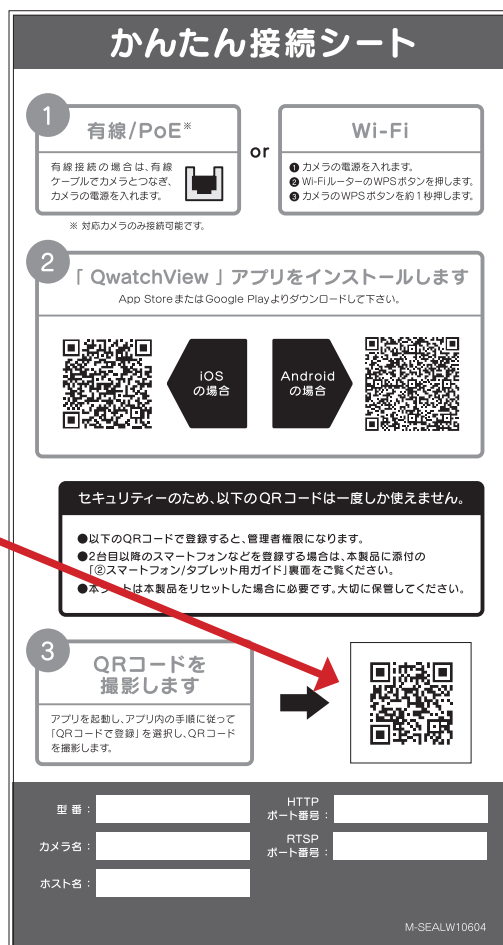 かんたん接続シート
1
有線/PoE※
有線接続の場合は、有線
ケーブルでカメラとつなぎ、
カメラの電源を入れます。
※ 対応カメラのみ接続可能です。
or
Wi-Fi
❶ カメラの電源を入れます。
❷ Wi-FiルーターのWPSボタンを押します。
❸ カメラのWPSボタンを約1秒押します。
2
「 QwatchView 」アプリをインストールします
App StoreまたはGoogle Playよりダウンロードして下さい。
iOS
の場合
Android
の場合
セキュリティーのため、以下のQRコードは一度しか使えません。
●以下のQRコードで登録すると、管理者権限になります。
●2台目以降のスマートフォンなどを登録する場合は、本製品に添付の
「②スマートフォン/タブレット用ガイド」裏面をご覧ください。
●本シートは本製品をリセットした場合に必要です。大切に保管してください。
3
QRコードを
撮影します
アプリを起動し、アプリ内の手順に従って
「QRコードで登録」を選択し、QRコード
を撮影します。
型番：
カメラ名：
ホスト名：
HTTP
ポート番号：
RTSP
ポート番号：
M-SEALW10604